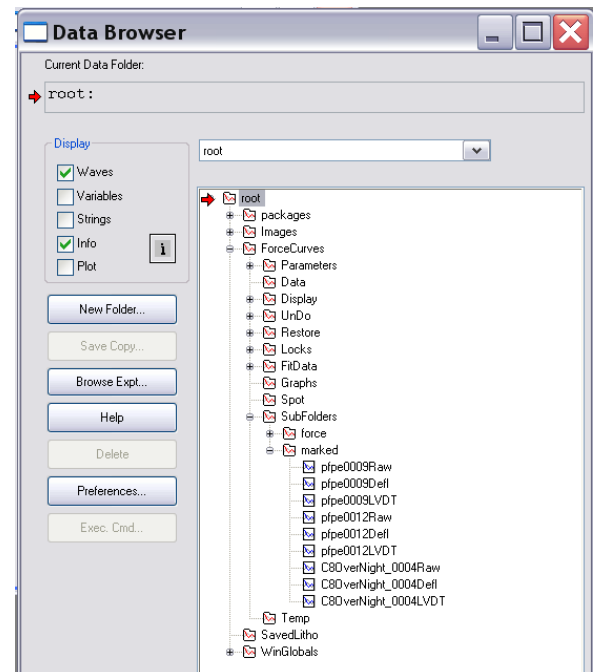 Data Browser
Current Data Folder:
root:
Display
Waves
Variables
Strings
Info
i
Plot
New Folder...
Save Copy...
Browse Expt...
Help
Delete
Preferences...
Exec. Cmd...
root
root
packages
Images
ForceCurves
Parameters
Data
Display
UnDo
Restore
Locks
FitData
Graphs
Spot
SubFolders
force
marked
pfpe0009Raw
pfpe0009Defl
pfpe0009LVDT
pfpe0012Raw
pfpe0012Defl
pfpe0012LVDT
C8OverNight_0004Raw
C8OverNight_0004Defl
C8OverNight_0004LVDT
Temp
SavedLitho
WinGlobals